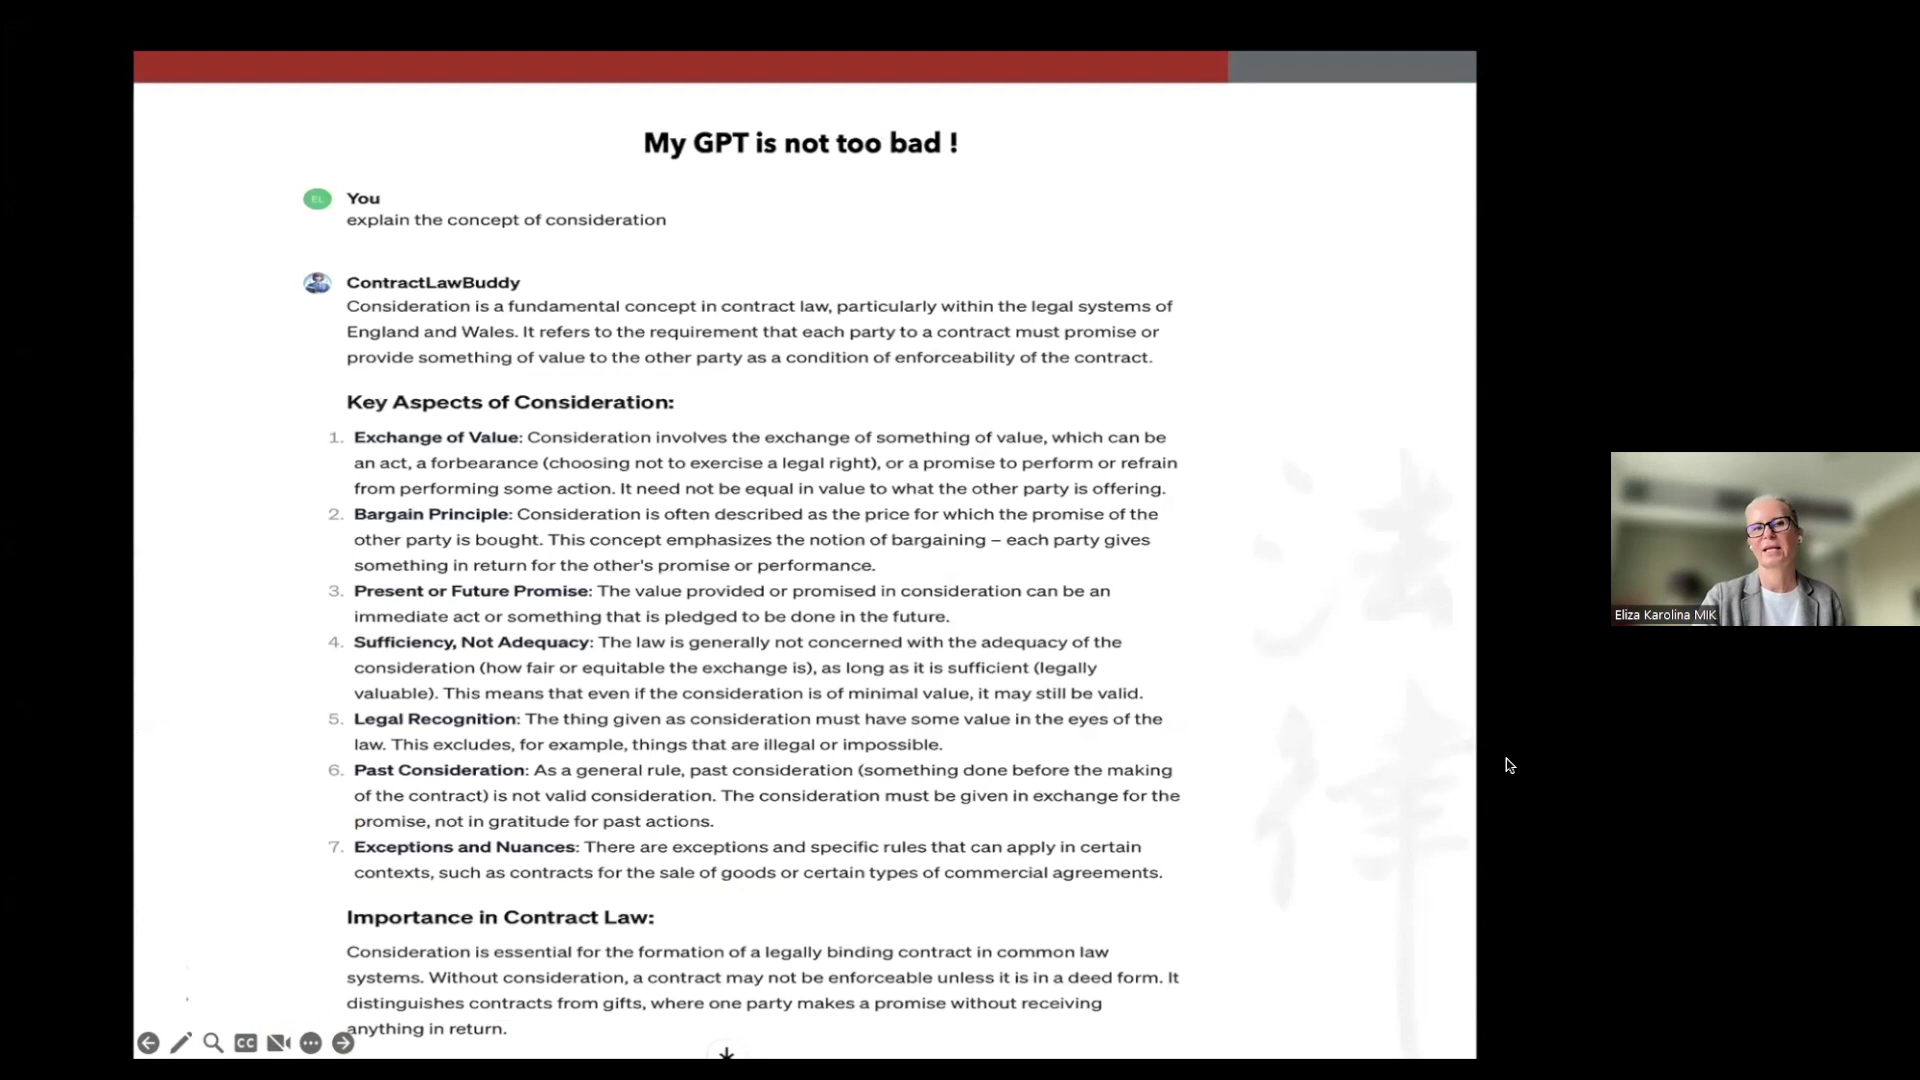 My GPT is not too bad !
EL
You
explain the concept of consideration
ContractLawBuddy
Consideration is a fundamental concept in contract law, particularly within the legal systems of
England and Wales. It refers to the requirement that each party to a contract must promise or
provide something of value to the other party as a condition of enforceability of the contract.
Key Aspects of Consideration:
1. Exchange of Value: Consideration involves the exchange of something of value, which can be
an act, a forbearance (choosing not to exercise a legal right), or a promise to perform or refrain
from performing some action. It need not be equal in value to what the other party is offering.
2. Bargain Principle: Consideration is often described as the price for which the promise of the
other party is bought. This concept emphasizes the notion of bargaining – each party gives
something in return for the other's promise or performance.
3. Present or Future Promise: The value provided or promised in consideration can be an
immediate act or something that is pledged to be done in the future.
4. Sufficiency, Not Adequacy: The law is generally not concerned with the adequacy of the
consideration (how fair or equitable the exchange is), as long as it is sufficient (legally
valuable). This means that even if the consideration is of minimal value, it may still be valid.
5. Legal Recognition: The thing given as consideration must have some value in the eyes of the
law. This excludes, for example, things that are illegal or impossible.
6. Past Consideration: As a general rule, past consideration (something done before the making
of the contract) is not valid consideration. The consideration must be given in exchange for the
promise, not in gratitude for past actions.
7. Exceptions and Nuances: There are exceptions and specific rules that can apply in certain
contexts, such as contracts for the sale of goods or certain types of commercial agreements.
Importance in Contract Law:
Consideration is essential for the formation of a legally binding contract in common law
systems. Without consideration, a contract may not be enforceable unless it is in a deed form. It
distinguishes contracts from gifts, where one party makes a promise without receiving
anything in return.
法
律
CC
Eliza Karolina MIK